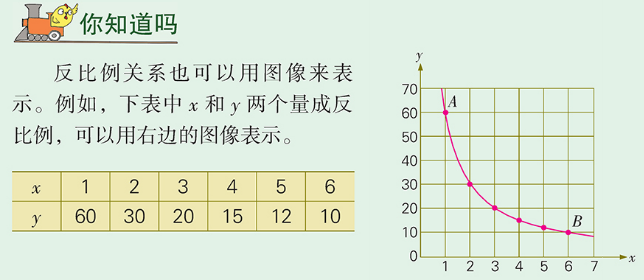 你知道吗
反比例关系也可以用图像来表
示。例如，下表中 x 和 y 两个量成反
比例，可以用右边的图像表示。
x 1 2 3 4 5 6
y 60 30 20 15 12 10
y
70
60
50
40
30
20
10
0
A
B
1 2 3 4 5 6 7 x